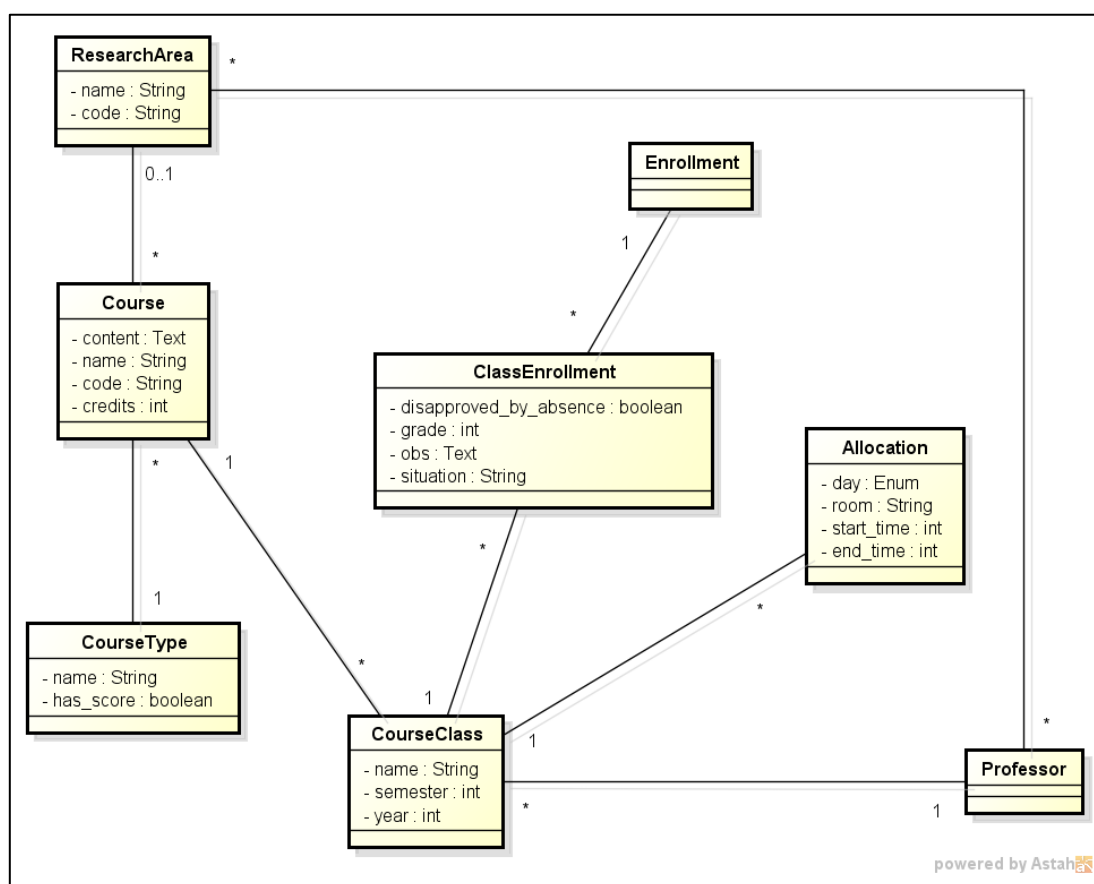 ResearchArea
- name : String
- code : String
*
0..1
*
Enrollment
1
*
Course
- content : Text
- name : String
- code : String
- credits : int
ClassEnrollment
- disapproved_by_absence : boolean
- grade : int
- obs : Text
- situation : String
Allocation
- day : Enum
- room : String
- start_time : int
- end_time : int
*
1
*
1
CourseType
- name : String
- has_score : boolean
*
1
*
1
CourseClass
- name : String
- semester : int
- year : int
*
1
*
Professor
powered by Astah